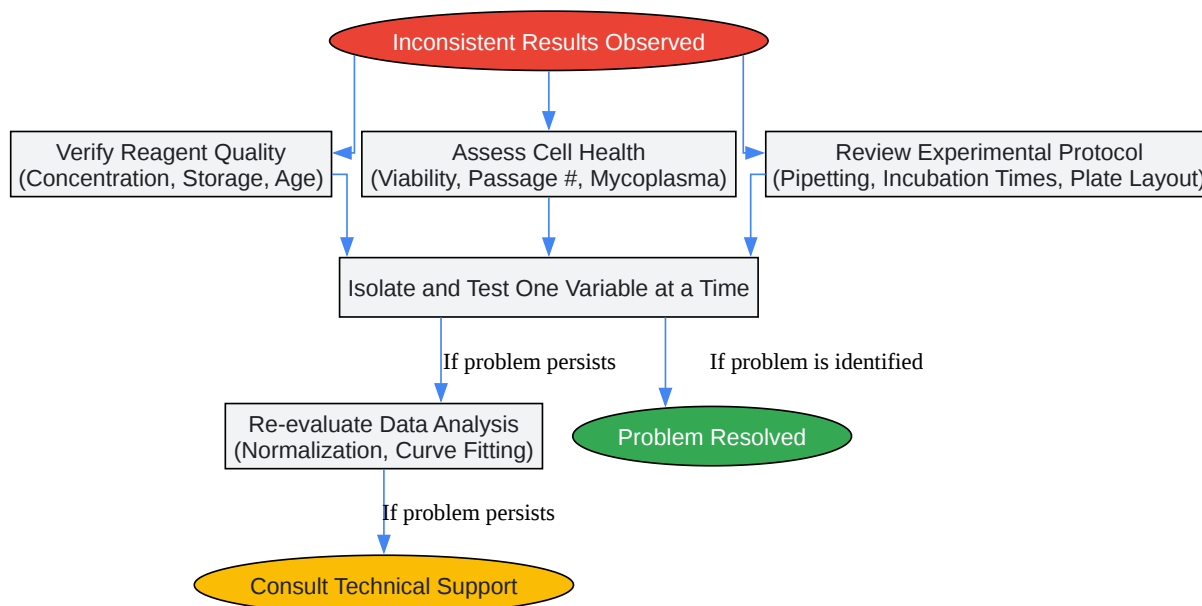 Inconsistent Results Observed
Verify Reagent Quality
(Concentration, Storage, Age)
Assess Cell Health
(Viability, Passage #, Mycoplasma)
Review Experimental Protocol
(Pipetting, Incubation Times, Plate Layout)
Isolate and Test One Variable at a Time
If problem persists
If problem is identified
Re-evaluate Data Analysis
(Normalization, Curve Fitting)
Problem Resolved
If problem persists
Consult Technical Support